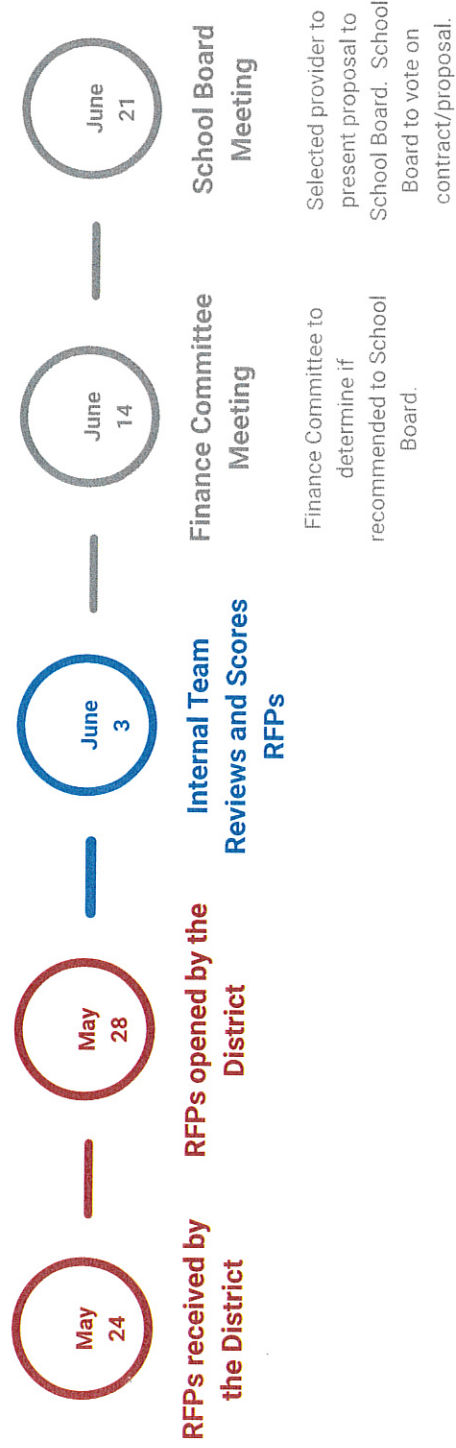 May
24
RFPs received by
the District
May
28
RFPs opened by the
District
June
3
Internal Team
Reviews and Scores
RFPs
June
14
Finance Committee
Meeting
Finance Committee to
determine if
recommended to School
Board.
June
21
School Board
Meeting
Selected provider to
present proposal to
School Board. School
Board to vote on
contract/proposal.